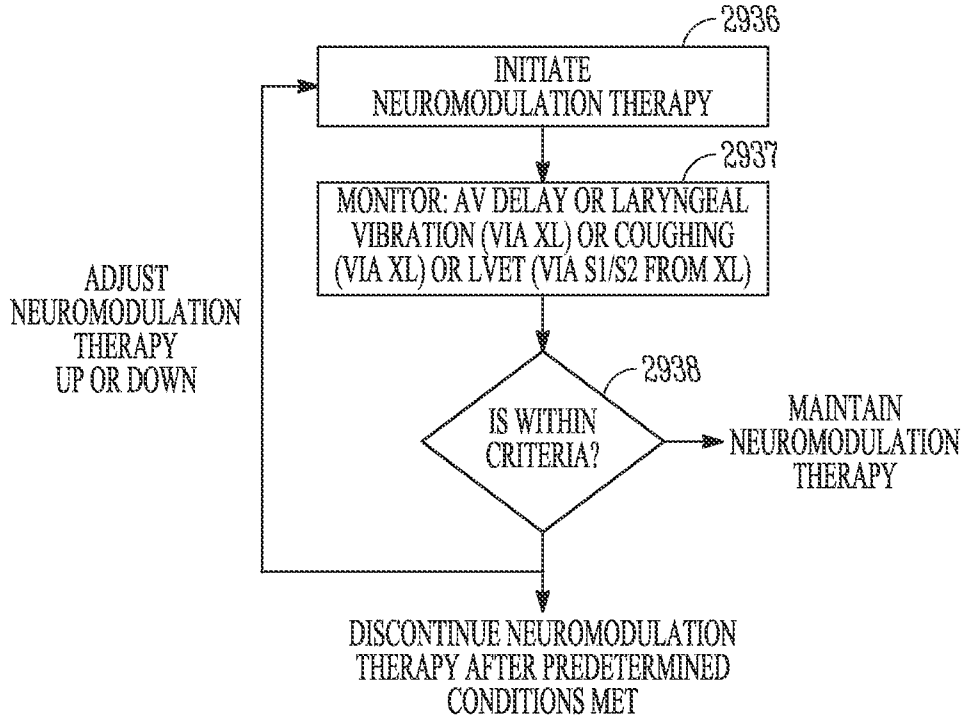 2936
INITIATE
NEUROMODULATION THERAPY
2937
MONITOR: AV DELAY OR LARYNGEAL
VIBRATION (VIA XL) OR COUGHING
(VIA XL) OR LVET (VIA S1/S2 FROM XL)
ADJUST
NEUROMODULATION
THERAPY
UP OR DOWN
2938
IS WITHIN
CRITERIA?
MAINTAIN
NEUROMODULATION
THERAPY
DISCONTINUE NEUROMODULATION
THERAPY AFTER PREDETERMINED
CONDITIONS MET